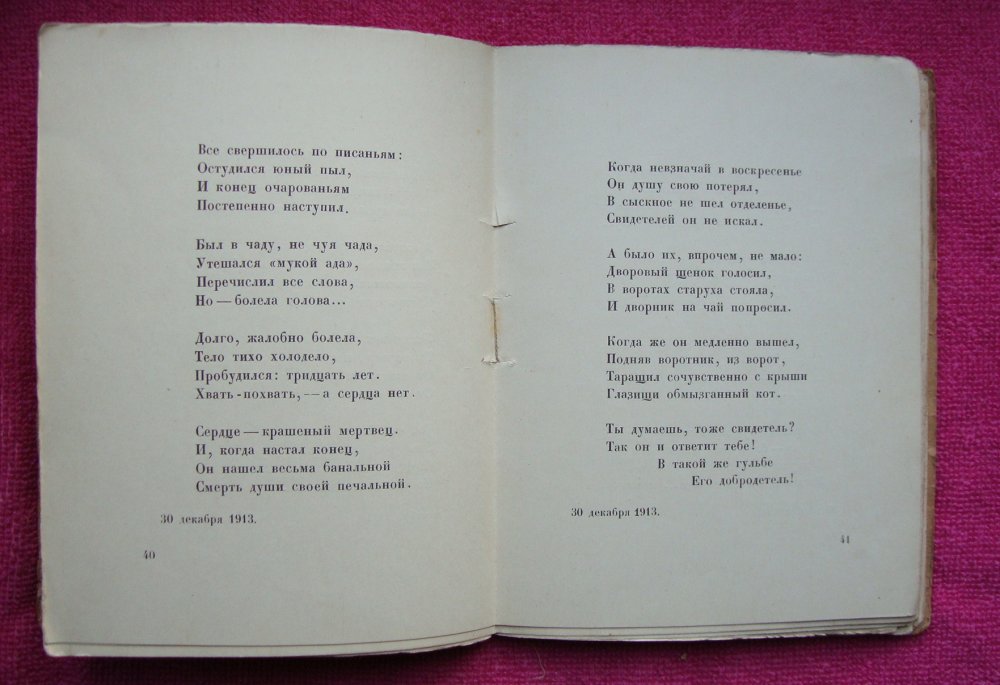 Все свершилось по писаньям:
Остудился юный пыл,
И конец очарованьям
Постепенно наступил.
Был в чаду, не чуя чада,
Утешался «мукой ада»,
Перечислил все слова,
Но — болела голова...
Долго, жалобно болела,
Тело тихо холодело,
Пробудился: тридцать лет.
Хвать-похвать, — а сердца нет.
Сердце — крашеный мертвец.
И, когда настал конец,
Он нашел весьма банальной
Смерть души своей печальной.
30 декабря 1913.
40
Когда невзначай в воскресенье
Он душу свою потерял,
В сыскное не шел отделенье,
Свидетелей он не искал.
А было их, впрочем, не мало:
Дворовый щенок голосил,
В воротах старуха стояла,
И дворник на чай попросил.
Когда же он медленно вышел,
Подняв воротник, из ворот,
Таращил сочувственно с крыши
Глазищи обмызганный кот.
Ты думаешь, тоже свидетель?
Так он и ответит тебе!
В такой же гульбе
Его добродетель!
30 декабря 1913.
41